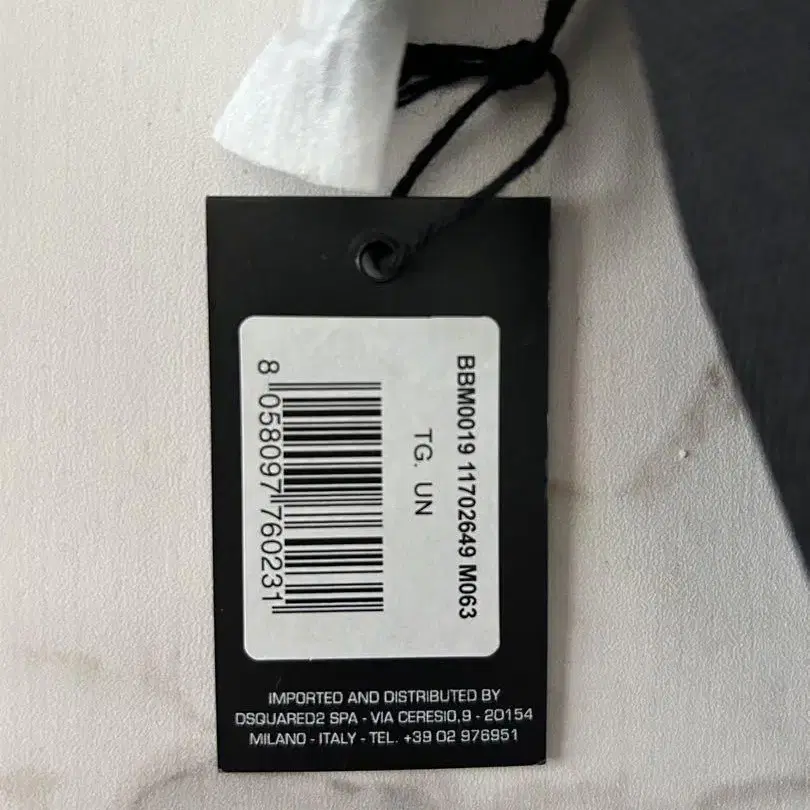 BBM0019 11702649 M063
TG. UN
8 058097 760231
IMPORTED AND DISTRIBUTED BY
DSQUARED2 SPA - VIA CERESIO,9 - 20154
MILANO - ITALY - TEL. +39 02 976951